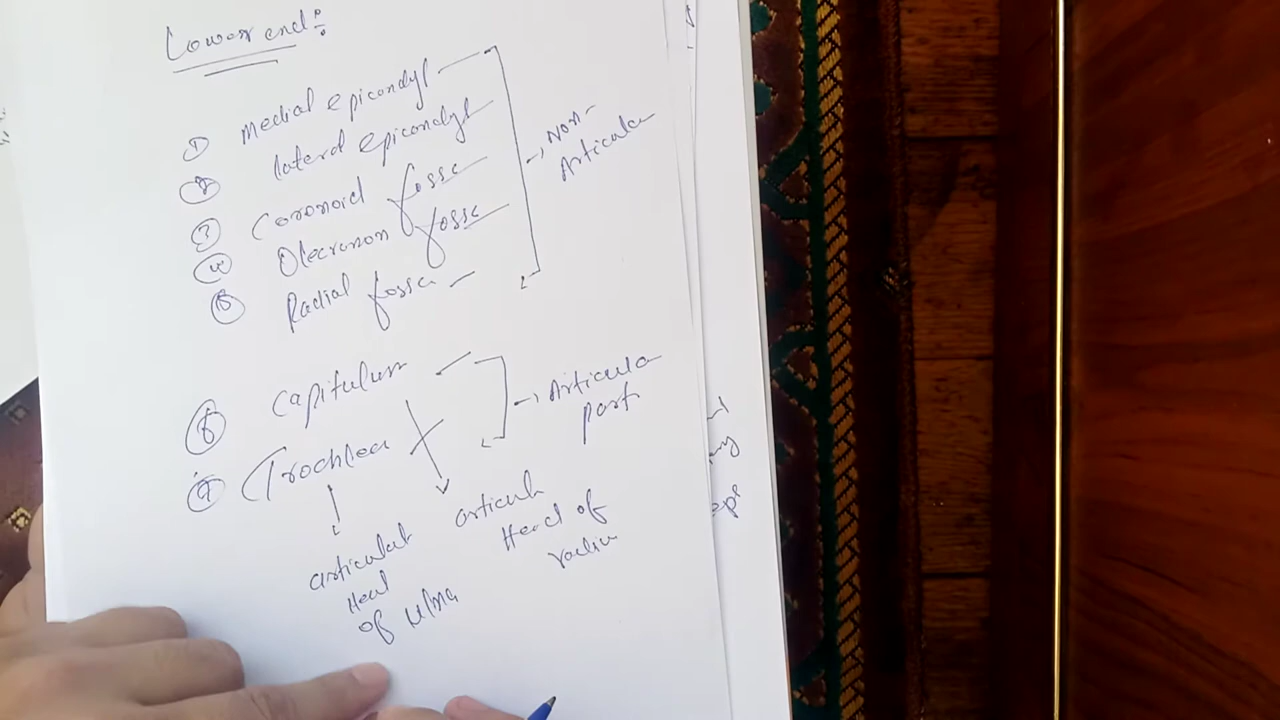 Lower end:
① Medial epicondyl
② lateral epicondyl
③ Coronoid fossa
④ Olecranon fossa
⑤ Radial fossa
Non-
Articular
⑥ Capitulum
⑦ Trochlea
Articular
part
articulat
Head
of Ulna
articulr
Head of
radius